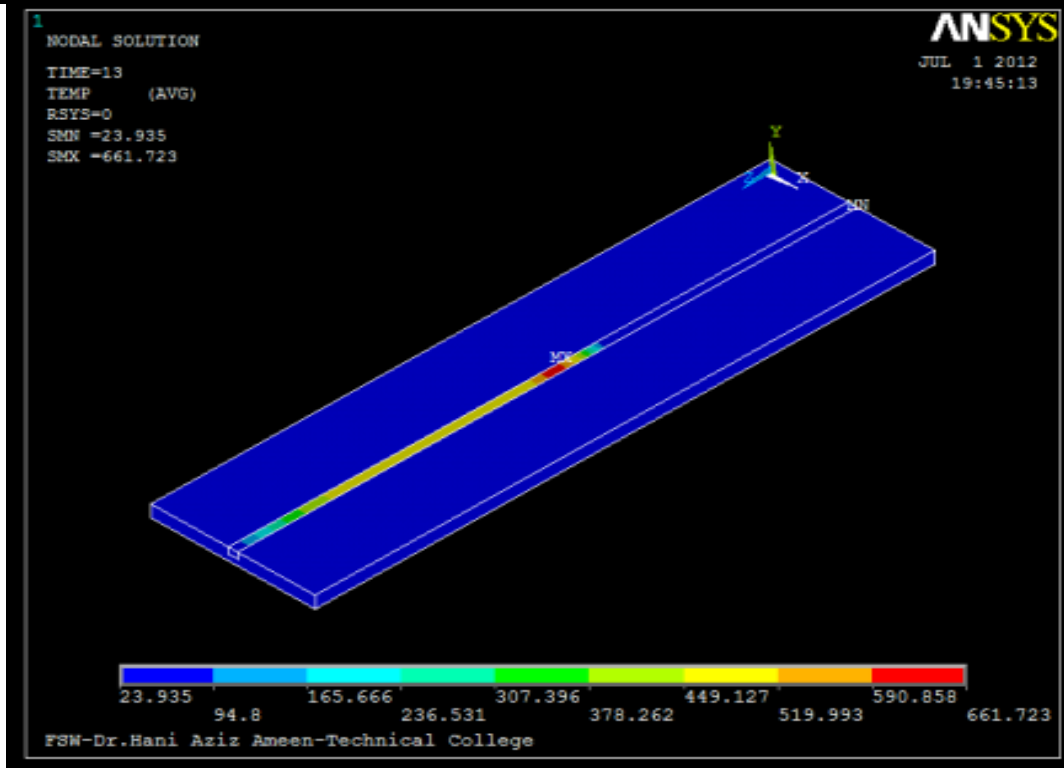 1
NODAL SOLUTION
TIME=13
TEMP (AVG)
RSYS=0
SMN =23.935
SMX =661.723
ANSYS
JUL 1 2012
19:45:13
Y
Z X
MN
MX
23.935 165.666 307.396 449.127 590.858
94.8 236.531 378.262 519.993 661.723
FSW-Dr.Hani Aziz Ameen-Technical College